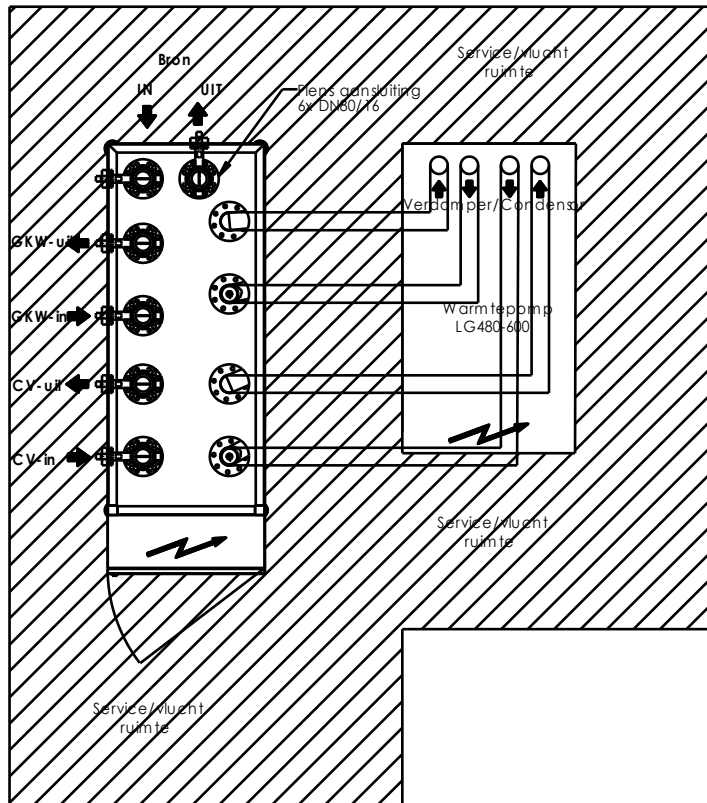 Service/vlucht
ruimte
Bron
IN
UIT
Flens aansluiting
6x DN80/16
Verdamper/Condensor
GKW-uit
GKW-in
Warmtepomp
LG480-600
CV-uit
CV-in
Service/vlucht
ruimte
Service/vlucht
ruimte